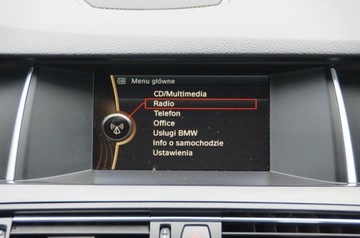 Menu główne
CD/Multimedia
Radio
Telefon
Office
Usługi BMW
Info o samochodzie
Ustawienia